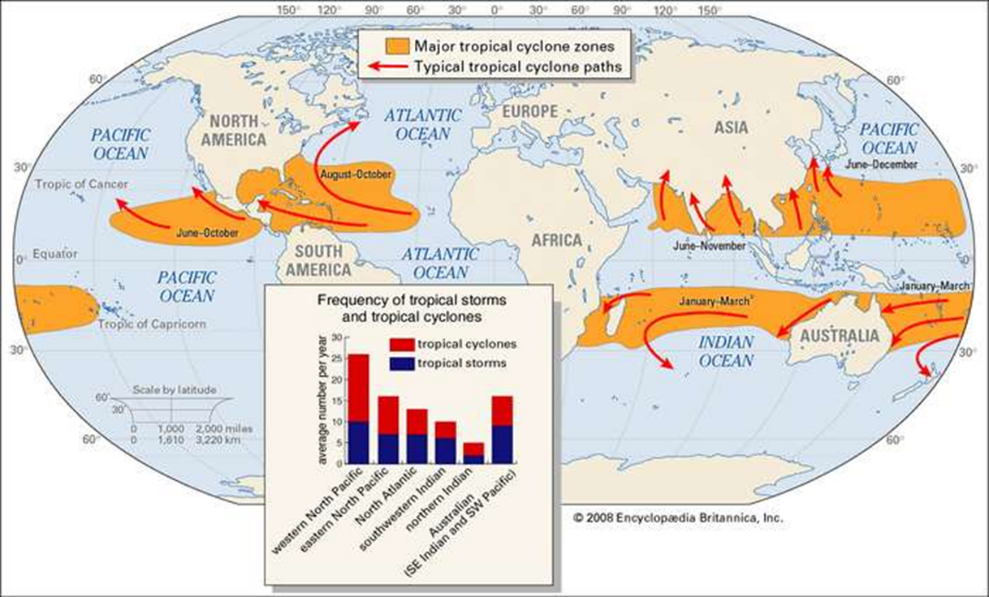 150° 120° 90° 60° 30° 0° 30° 60° 90° 120° 150°
Major tropical cyclone zones
Typical tropical cyclone paths
60°
60°
NORTH
AMERICA
ATLANTIC
OCEAN
EUROPE
ASIA
PACIFIC
OCEAN
PACIFIC
OCEAN
June–December
30°
30°
August–October
Tropic of Cancer
June–October
June–November
AFRICA
Equator
0°
0°
SOUTH
AMERICA
ATLANTIC
OCEAN
PACIFIC
OCEAN
January–March
January–March
Tropic of Capricorn
AUSTRALIA
INDIAN
OCEAN
30°
30°
Scale by latitude
60°
30°
0 1,000 2,000 miles
0 1,610 3,220 km
60°
60°
Frequency of tropical storms
and tropical cyclones
tropical cyclones
tropical storms
average number per year
30
25
20
15
10
5
0
western North Pacific
eastern North Pacific
North Atlantic
southwestern Indian
northern Indian
Australian
(SE Indian and SW Pacific)
© 2008 Encyclopædia Britannica, Inc.